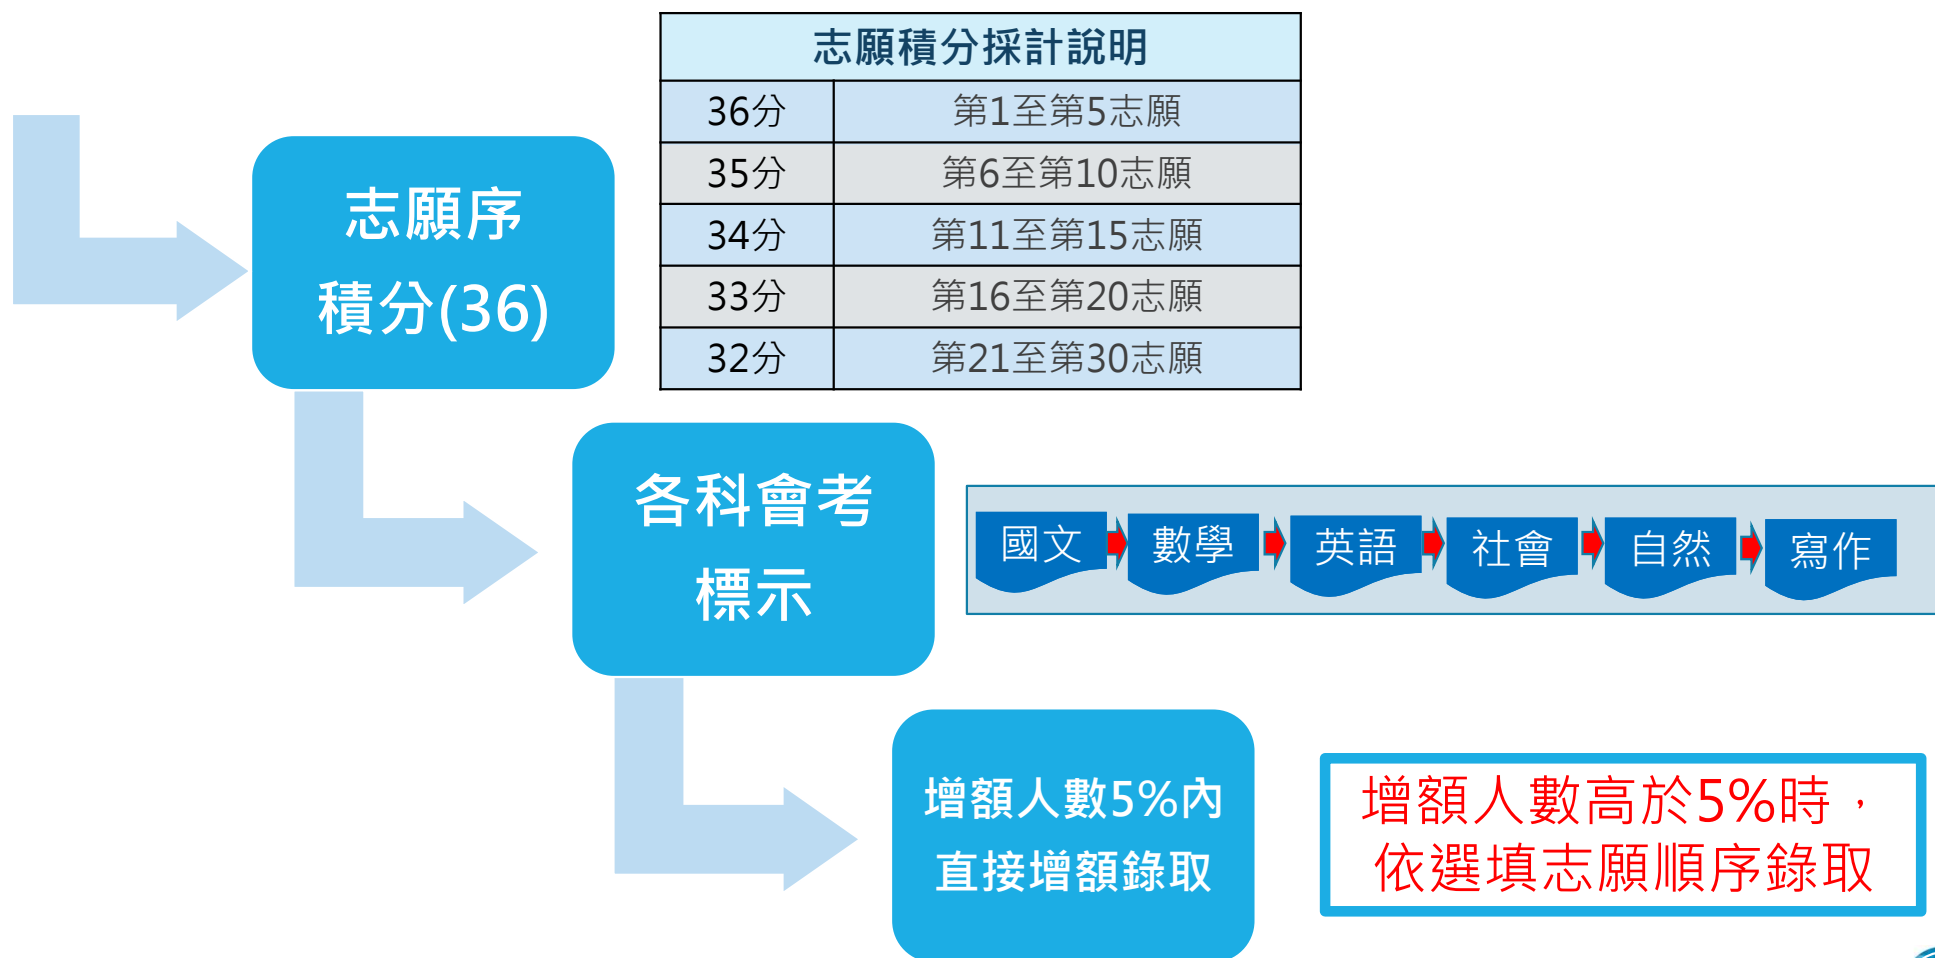 志願積分採計說明
36分 第1至第5志願
35分 第6至第10志願
34分 第11至第15志願
33分 第16至第20志願
32分 第21至第30志願
志願序
積分(36)
各科會考
標示
國文 數學 英語 社會 自然 寫作
增額人數5%內
直接增額錄取
增額人數高於5%時，
依選填志願順序錄取